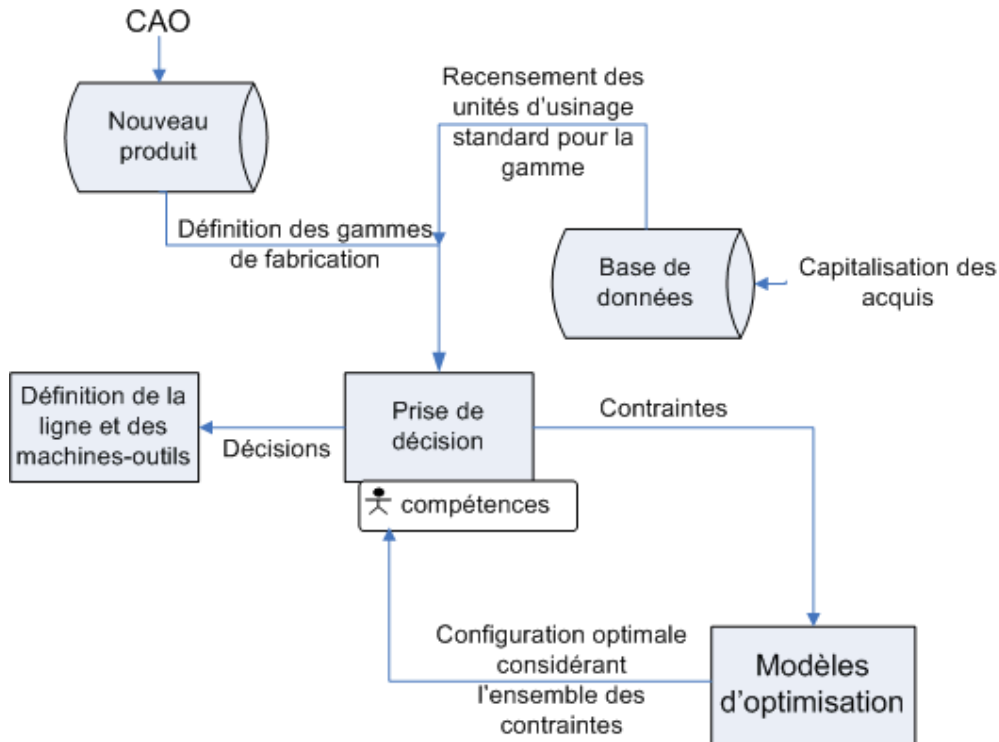 CAO
Nouveau
produit
Recensement des
unités d'usinage
standard pour la
gamme
Définition des gammes
de fabrication
Base de
données
Capitalisation des
acquis
Définition de la
ligne et des
machines-outils
Décisions
Prise de
décision
Contraintes
compétences
Configuration optimale
considérant
l'ensemble des
contraintes
Modèles
d'optimisation